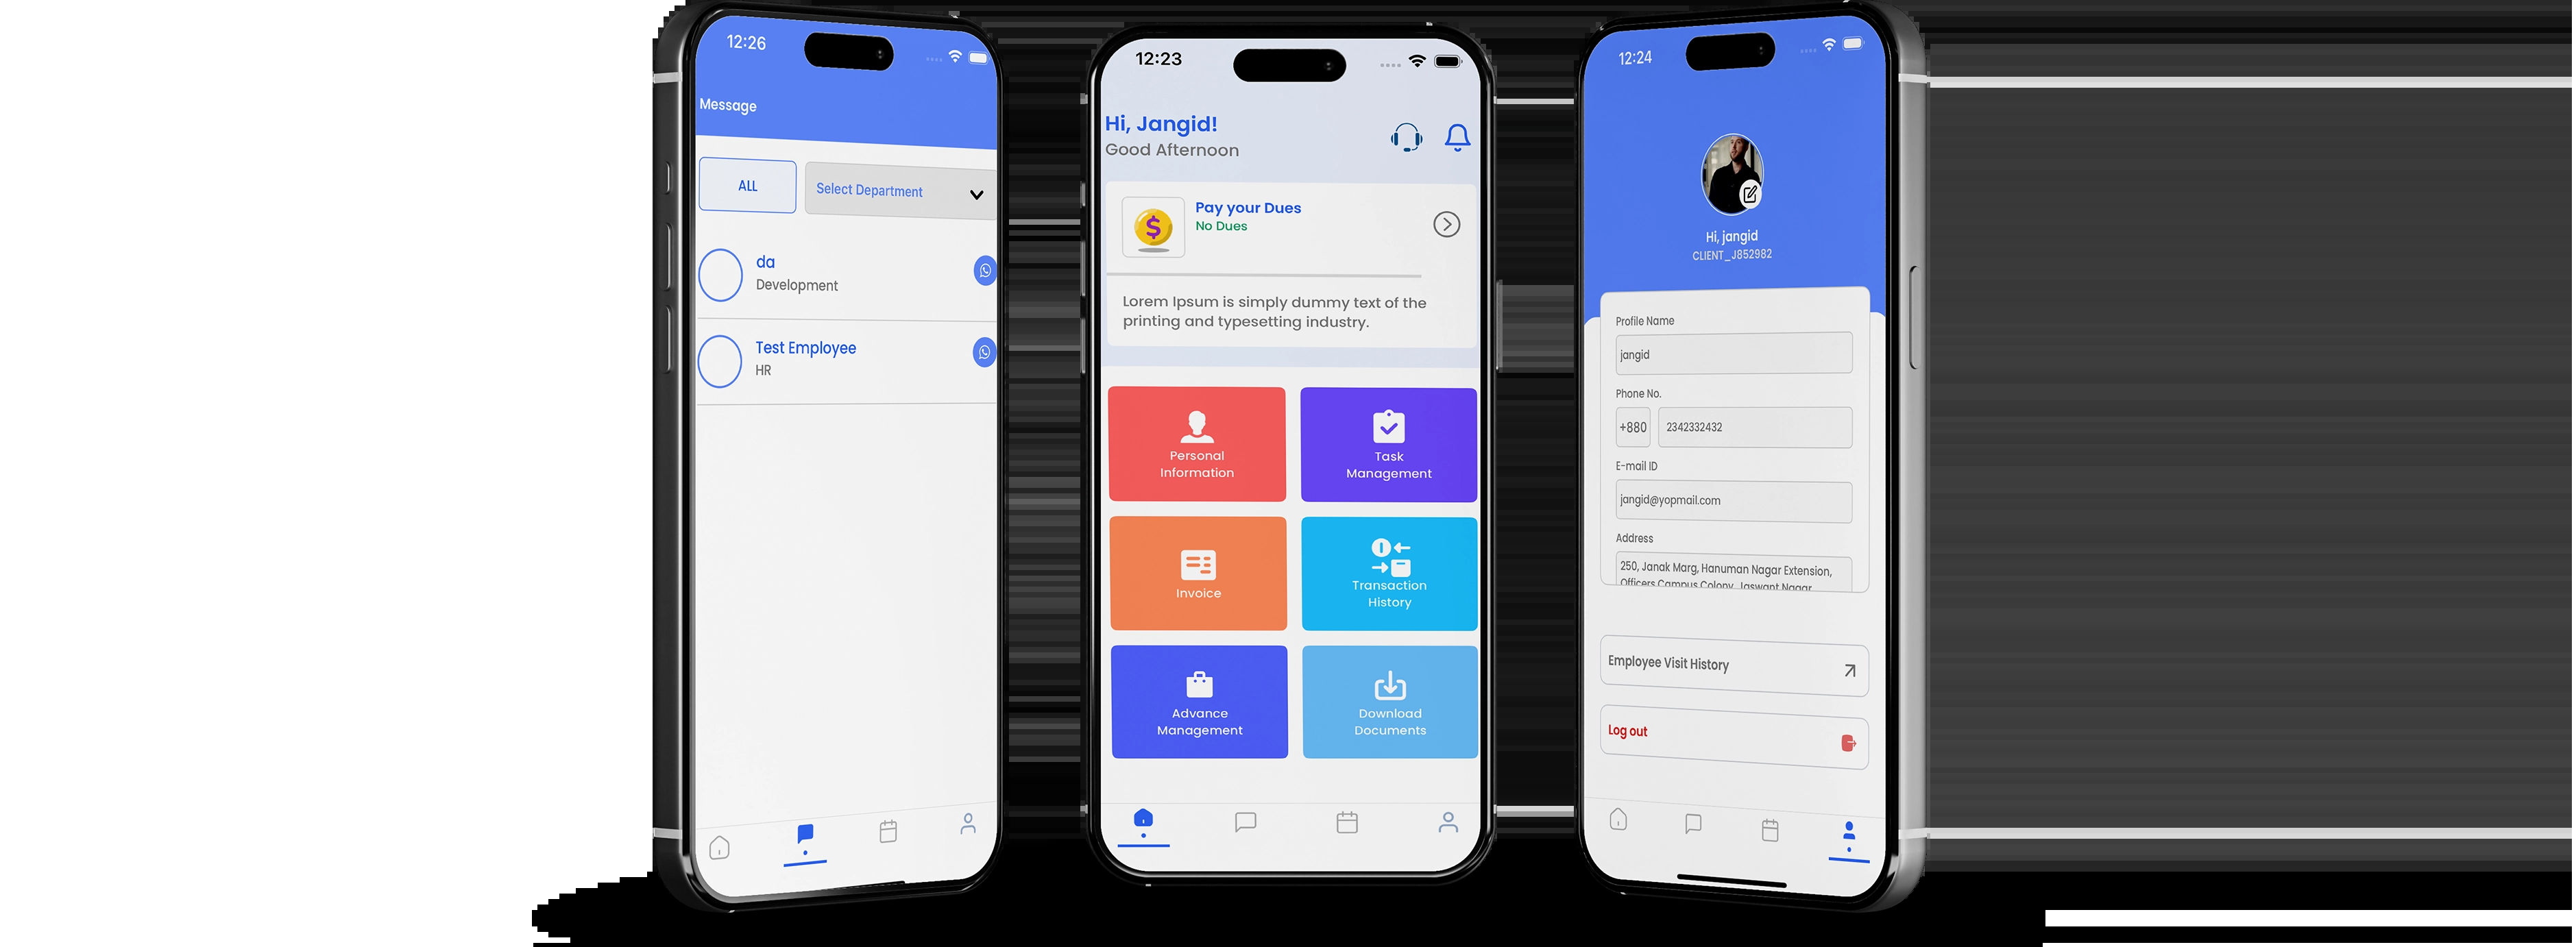 12:26
Message
ALL
Select Department
da
Development
Test Employee
HR
12:23
Hi, Jangid!
Good Afternoon
Pay your Dues
No Dues
Lorem Ipsum is simply dummy text of the
printing and typesetting industry.
Personal
Information
Task
Management
Invoice
Transaction
History
Advance
Management
Download
Documents
12:24
Hi, jangid
CLIENT_J852982
Profile Name
jangid
Phone No.
+880
2342332432
E-mail ID
jangid@yopmail.com
Address
250, Janak Marg, Hanuman Nagar Extension,
Officers Campus Colony, Jaswant Nagar
Employee Visit History
Log out